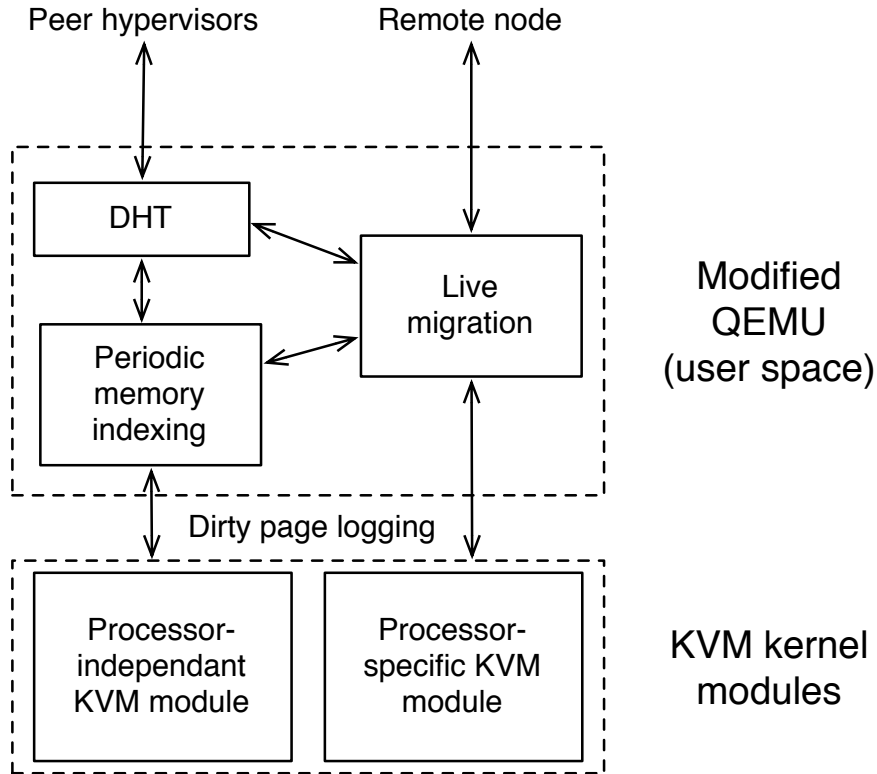 Peer hypervisors
Remote node
DHT
Live
migration
Periodic
memory
indexing
Modified
QEMU
(user space)
Dirty page logging
Processor-
independant
KVM module
Processor-
specific KVM
module
KVM kernel
modules